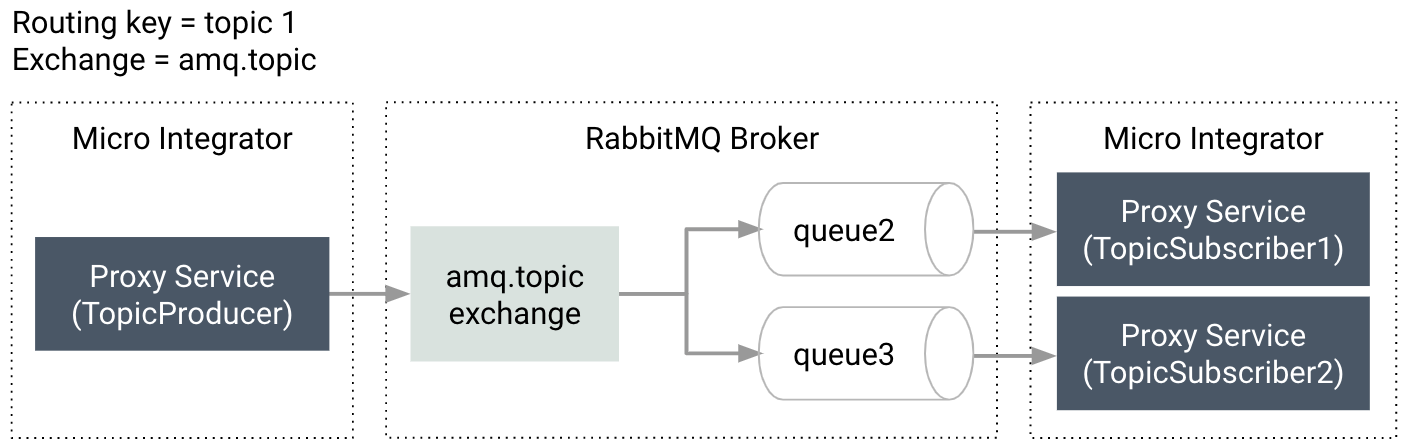 Routing key = topic 1
Exchange = amq.topic
Micro Integrator
Proxy Service
(TopicProducer)
RabbitMQ Broker
amq.topic
exchange
queue2
queue3
Micro Integrator
Proxy Service
(TopicSubscriber1)
Proxy Service
(TopicSubscriber2)